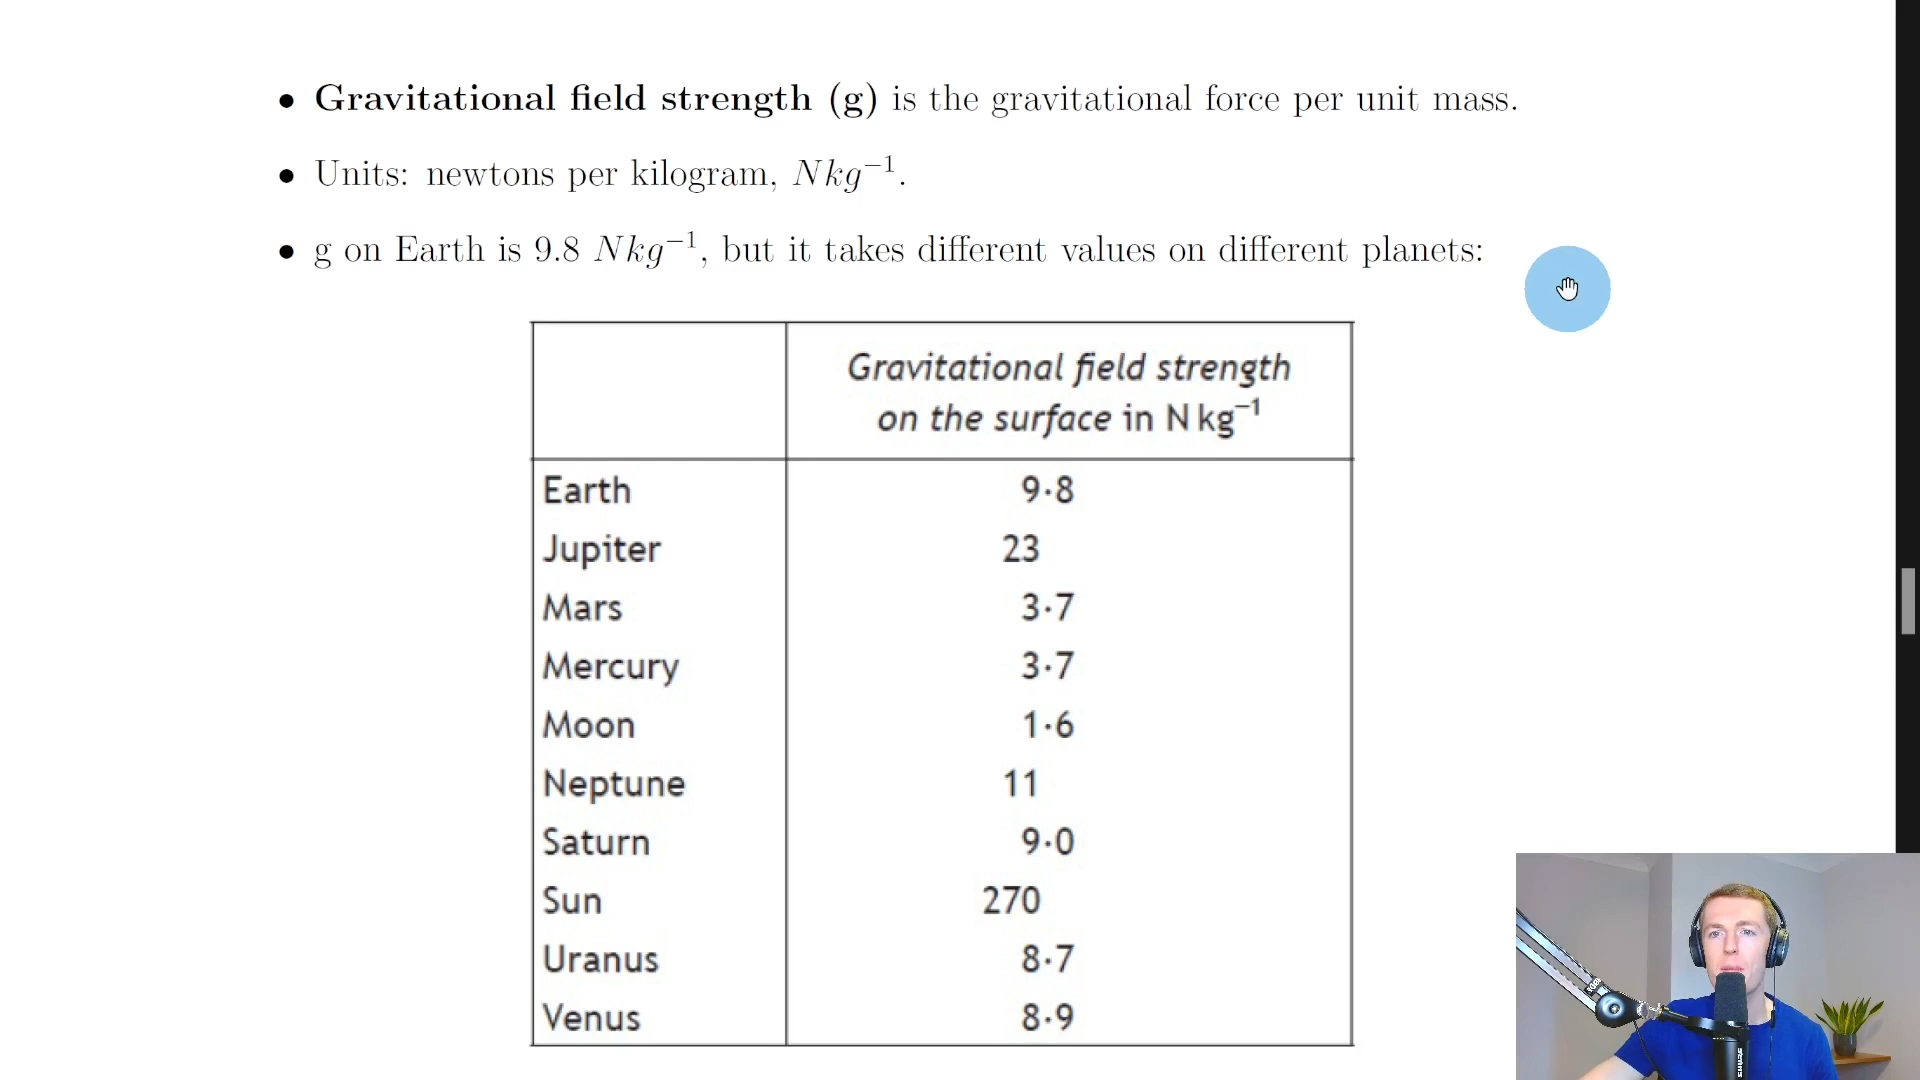 • Gravitational field strength (g) is the gravitational force per unit mass.
• Units: newtons per kilogram, Nkg⁻¹.
• g on Earth is 9.8 Nkg⁻¹, but it takes different values on different planets:
Gravitational field strength
on the surface in N kg⁻¹
Earth 9·8
Jupiter 23
Mars 3·7
Mercury 3·7
Moon 1·6
Neptune 11
Saturn 9·0
Sun 270
Uranus 8·7
Venus 8·9